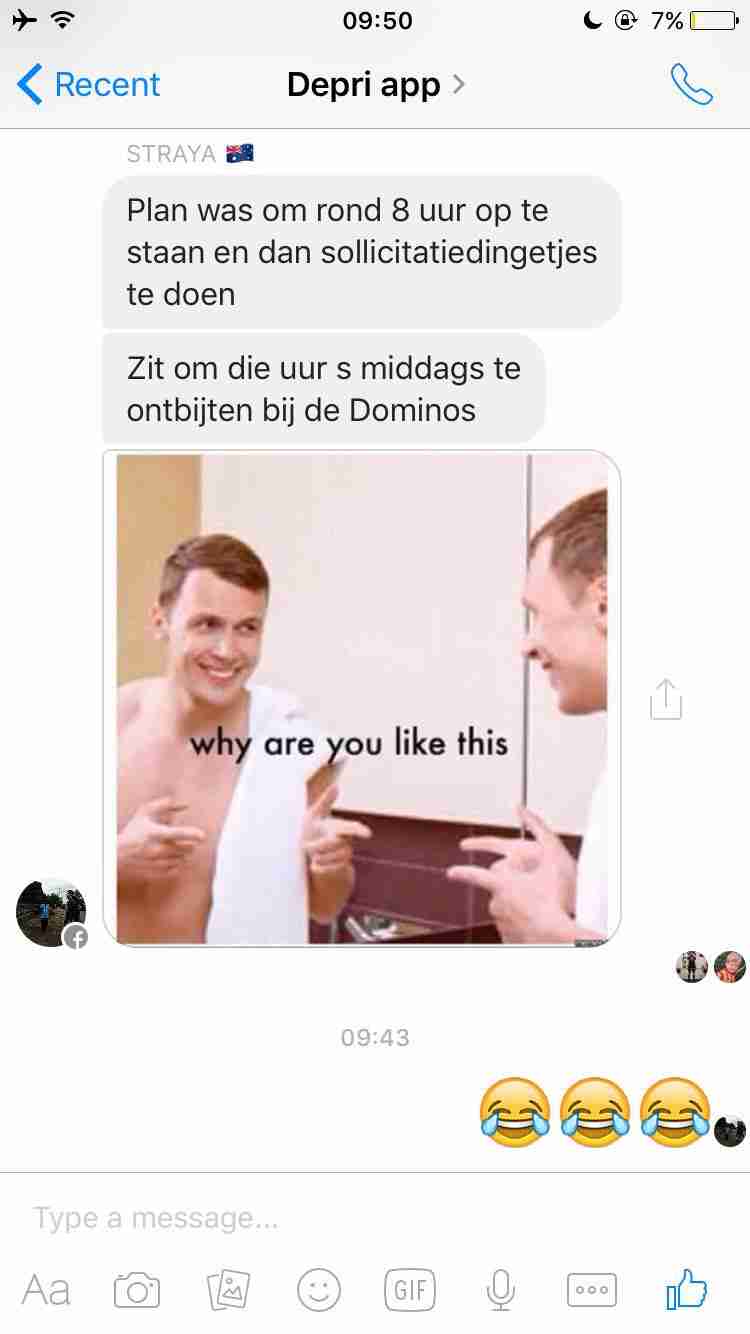 09:50
7%
Recent
Depri app
STRAYA 🇦🇺
Plan was om rond 8 uur op te
staan en dan sollicitatiedingetjes
te doen
Zit om die uur s middags te
ontbijten bij de Dominos
why are you like this
09:43
😂😂😂
Type a message...
Aa
GIF